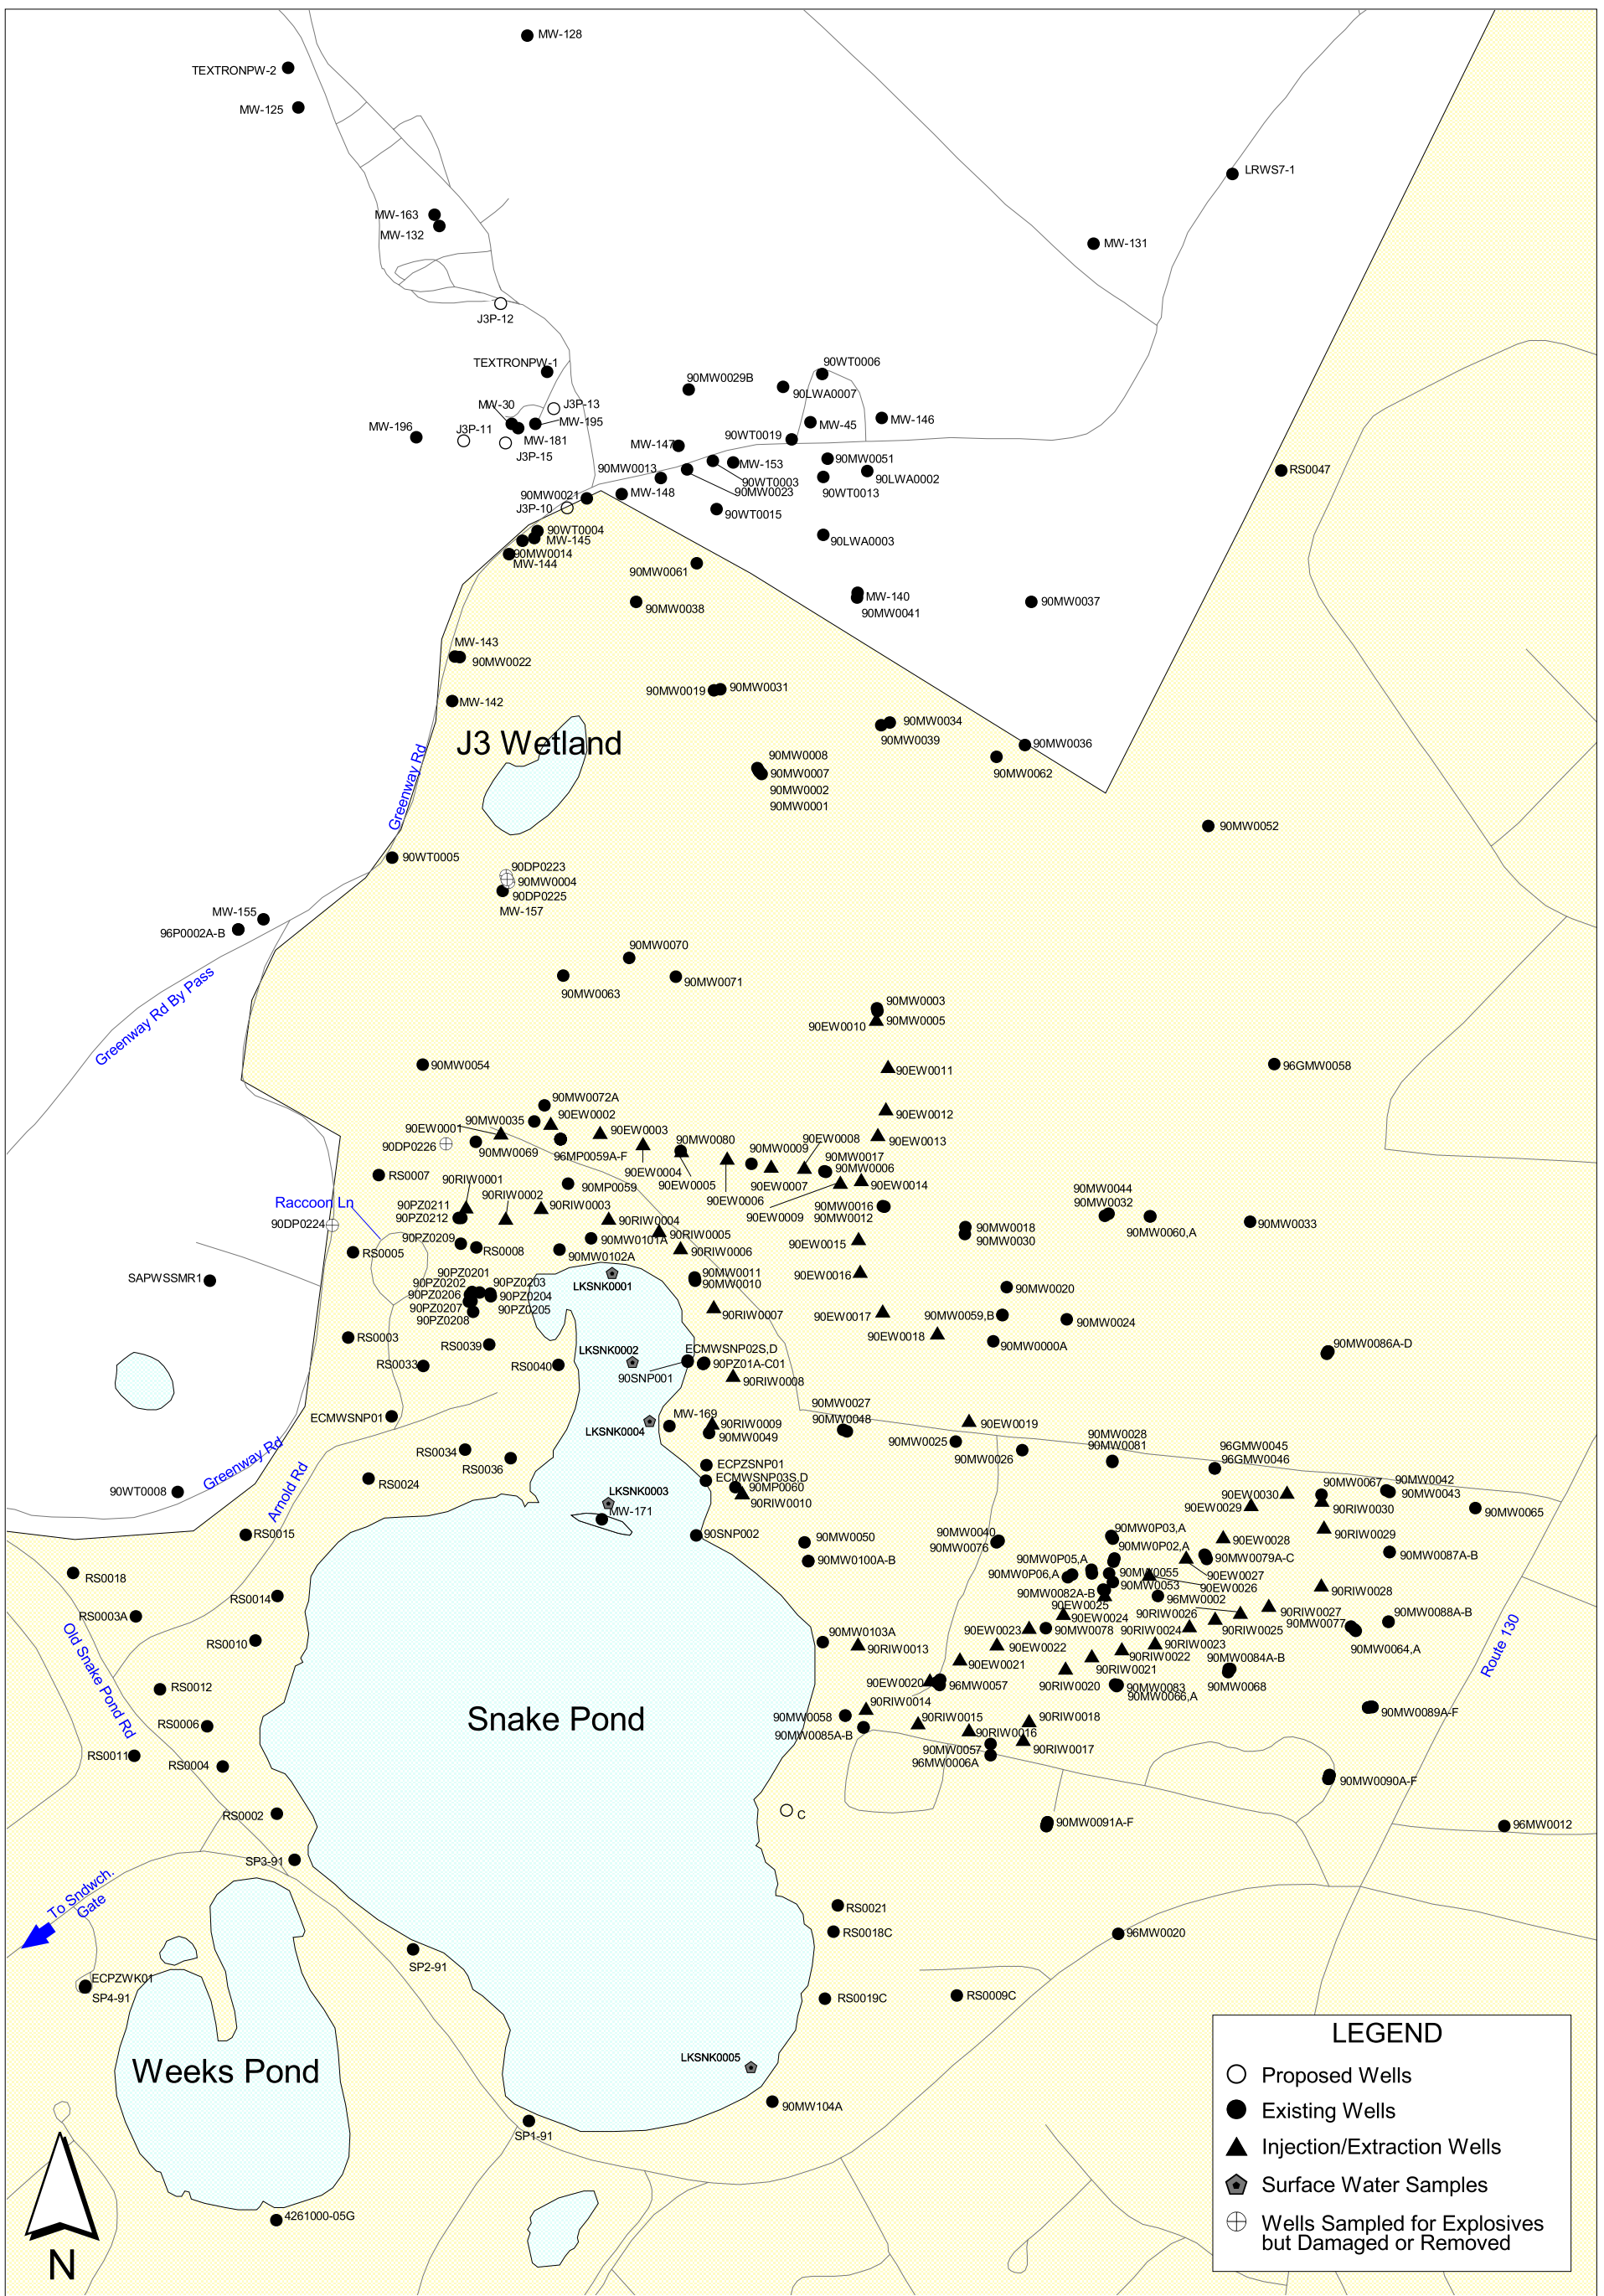 MW-128
TEXTRONPW-2
MW-125
LRWS7-1
MW-163
MW-132
MW-131
J3P-12
TEXTRONPW-1
90WT0006
90MW0029B
90LWA0007
MW-30
J3P-13
MW-195
MW-45
MW-146
MW-196
J3P-11
MW-181
J3P-15
MW-147
90WT0019
90MW0013
MW-153
90MW0051
90WT0003
90LWA0002
RS0047
90MW0023
90WT0013
90MW0021
MW-148
J3P-10
90WT0015
90WT0004
MW-145
90LWA0003
90MW0014
MW-144
90MW0061
MW-140
90MW0038
90MW0041
90MW0037
MW-143
90MW0022
90MW0019
90MW0031
MW-142
90MW0034
90MW0039
J3 Wetland
90MW0036
90MW0008
90MW0007
90MW0062
90MW0002
90MW0001
Greenway Rd
90MW0052
90WT0005
90DP0223
90MW0004
90DP0225
MW-157
MW-155
96P0002A-B
90MW0070
90MW0063
90MW0071
Greenway Rd By Pass
90MW0003
90EW0010
90MW0005
90MW0054
90EW0011
96GMW0058
90MW0072A
90MW0035
90EW0002
90EW0012
90EW0001
90EW0003
90EW0013
90DP0226
90MW0069
96MP0059A-F
90MW0080
90MW0009
90EW0008
90EW0004
90MW0017
90MW0006
RS0007
90RIW0001
90MP0059
90EW0005
90EW0007
90EW0014
90EW0006
90RIW0002
Raccoon Ln
90PZ0211
90RIW0003
90MW0044
90MW0032
90PZ0212
90RIW0004
90EW0009
90MW0016
90MW0012
90MW0060,A
90MW0033
90DP0224
90PZ0209
RS0008
90MW0101A
90RIW0005
90MW0018
90MW0030
RS0005
90MW0102A
90RIW0006
90EW0015
SAPWSSMR1
90PZ0201
90PZ0202
90PZ0203
90PZ0206
90PZ0204
90PZ0207
90PZ0205
90PZ0208
LKSNK0001
90MW0011
90MW0010
90EW0016
90MW0020
90RIW0007
90EW0017
90MW0059,B
90MW0024
RS0003
RS0039
90EW0018
90MW0000A
90MW0086A-D
RS0033
RS0040
LKSNK0002
ECMWSNP02S,D
90PZ01A-C01
90SNP001
90RIW0008
ECMWSNP01
90MW0027
90MW0048
MW-169
90RIW0009
90EW0019
LKSNK0004
90MW0049
90MW0025
90MW0028
90MW0081
RS0034
RS0036
90MW0026
96GMW0045
96GMW0046
Greenway Rd
Arnold Rd
RS0024
ECPZSNP01
ECMWSNP03S,D
90MP0060
90RIW0010
90WT0008
LKSNK0003
MW-171
90EW0030
90EW0029
90MW0067
90MW0042
90MW0043
90RIW0030
90MW0065
RS0015
90SNP002
90MW0050
90MW0040
90MW0076
90MW0P03,A
90EW0028
90RIW0029
90MW0100A-B
90MW0P02,A
90MW0P05,A
90MW0P06,A
90MW0079A-C
90MW0087A-B
RS0018
90MW0055
90MW0053
90EW0027
90EW0026
90MW0082A-B
96MW0002
90RIW0028
RS0014
90EW0025
90EW0024
90RIW0026
90RIW0027
RS0003A
90MW0077
90MW0088A-B
90EW0023
90MW0078
90RIW0024
90RIW0025
Old Snake Pond Rd
RS0010
90MW0103A
90RIW0013
90EW0022
90RIW0023
90MW0064,A
90RIW0022
90EW0021
90RIW0021
90MW0084A-B
Route 130
RS0012
90EW0020
96MW0057
90RIW0020
90MW0083
90MW0066,A
90MW0068
90RIW0014
RS0006
Snake Pond
90MW0058
90RIW0015
90RIW0018
90MW0089A-F
90MW0085A-B
90RIW0016
RS0011
90MW0057
90RIW0017
RS0004
96MW0006A
90MW0090A-F
RS0002
C
90MW0091A-F
96MW0012
SP3-91
To Sndwch.
Gate
RS0021
RS0018C
96MW0020
SP2-91
ECPZWK01
SP4-91
RS0019C
RS0009C
LEGEND
Proposed Wells
Existing Wells
Injection/Extraction Wells
Surface Water Samples
Wells Sampled for Explosives
but Damaged or Removed
LKSNK0005
Weeks Pond
90MW104A
SP1-91
4261000-05G
N